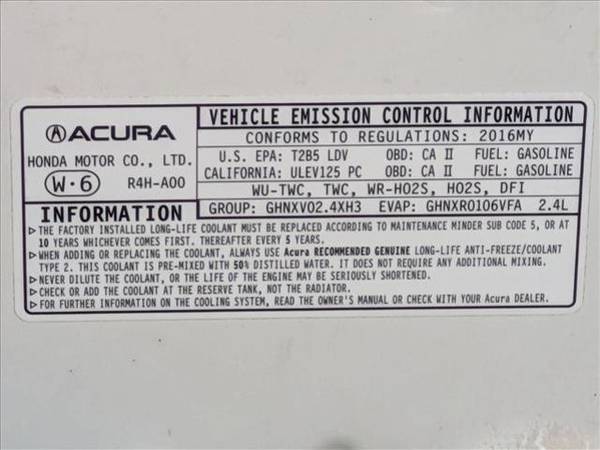 ACURA
HONDA MOTOR CO., LTD.
W·6 R4H-A00
VEHICLE EMISSION CONTROL INFORMATION
CONFORMS TO REGULATIONS: 2016MY
U.S. EPA: T2B5 LDV OBD: CA II FUEL: GASOLINE
CALIFORNIA: ULEV125 PC OBD: CA II FUEL: GASOLINE
WU-TWC, TWC, WR-HO2S, HO2S, DFI
GROUP: GHNXV02.4XH3 EVAP: GHNXR0106VFA 2.4L
INFORMATION
▷THE FACTORY INSTALLED LONG-LIFE COOLANT MUST BE REPLACED ACCORDING TO MAINTENANCE MINDER SUB CODE 5, OR AT
10 YEARS WHICHEVER COMES FIRST. THEREAFTER EVERY 5 YEARS.
▷WHEN ADDING OR REPLACING THE COOLANT, ALWAYS USE Acura RECOMMENDED GENUINE LONG-LIFE ANTI-FREEZE/COOLANT
TYPE 2. THIS COOLANT IS PRE-MIXED WITH 50% DISTILLED WATER. IT DOES NOT REQUIRE ANY ADDITIONAL MIXING.
▷NEVER DILUTE THE COOLANT, OR THE LIFE OF THE ENGINE MAY BE SERIOUSLY SHORTENED.
▷CHECK OR ADD THE COOLANT AT THE RESERVE TANK, NOT THE RADIATOR.
▷FOR FURTHER INFORMATION ON THE COOLING SYSTEM, READ THE OWNER'S MANUAL OR CHECK WITH YOUR Acura DEALER.